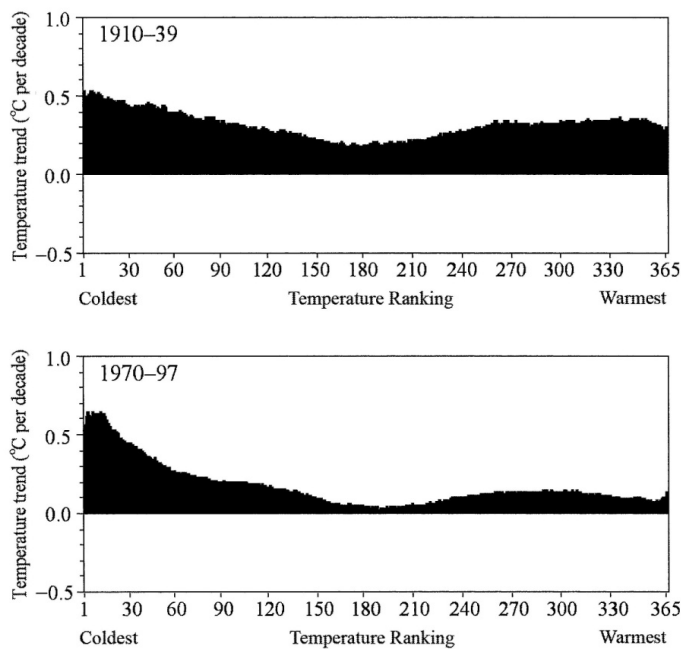 1910–39
Temperature trend (°C per decade)
1.0
0.5
0.0
−0.5
1 30 60 90 120 150 180 210 240 270 300 330 365
Coldest Temperature Ranking Warmest
1970–97
Temperature trend (°C per decade)
1.0
0.5
0.0
−0.5
1 30 60 90 120 150 180 210 240 270 300 330 365
Coldest Temperature Ranking Warmest